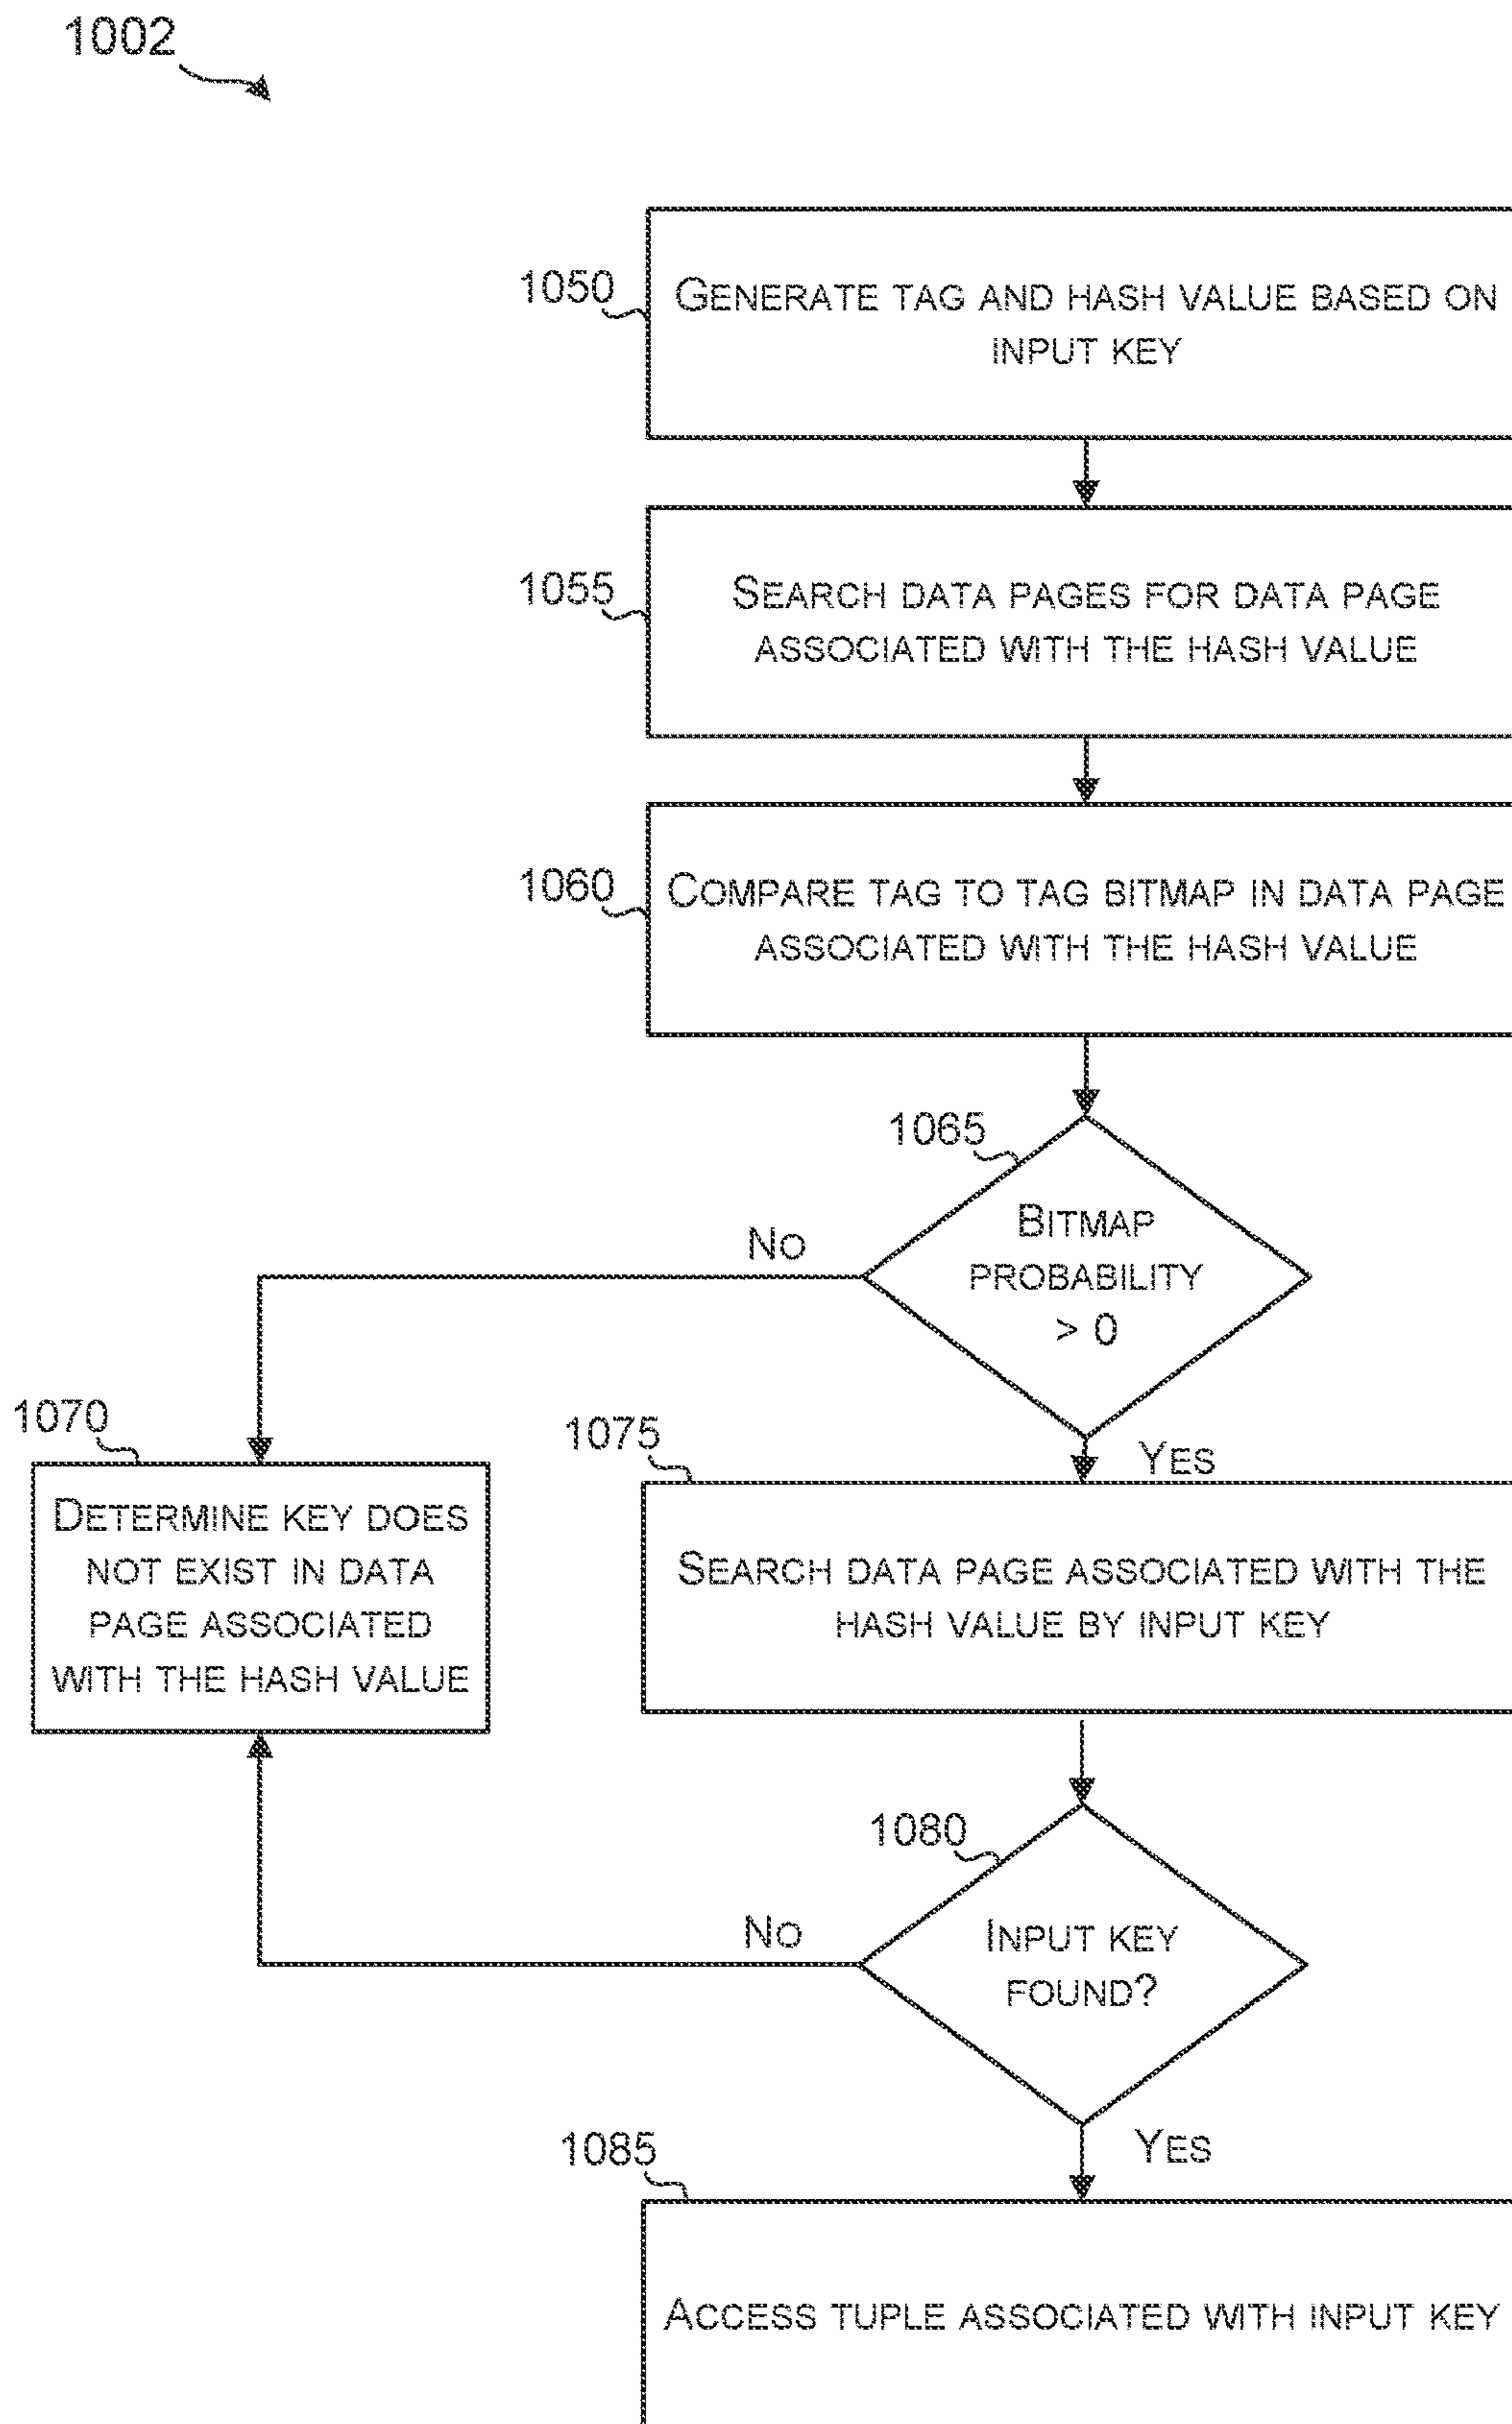 1002
1050
GENERATE TAG AND HASH VALUE BASED ON
INPUT KEY
1055
SEARCH DATA PAGES FOR DATA PAGE
ASSOCIATED WITH THE HASH VALUE
1060
COMPARE TAG TO TAG BITMAP IN DATA PAGE
ASSOCIATED WITH THE HASH VALUE
1065
BITMAP
PROBABILITY
> 0
NO
YES
1070
DETERMINE KEY DOES
NOT EXIST IN DATA
PAGE ASSOCIATED
WITH THE HASH VALUE
1075
SEARCH DATA PAGE ASSOCIATED WITH THE
HASH VALUE BY INPUT KEY
1080
INPUT KEY
FOUND?
NO
YES
1085
ACCESS TUPLE ASSOCIATED WITH INPUT KEY